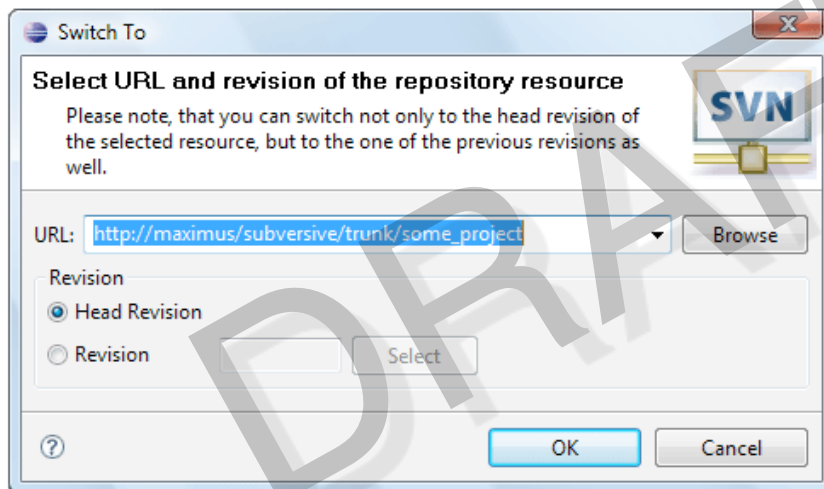 Switch To
Select URL and revision of the repository resource
Please note, that you can switch not only to the head revision of
the selected resource, but to the one of the previous revisions as
well.
SVN
URL: http://maximus/subversive/trunk/some_project Browse
Revision
Head Revision
Revision Select
OK Cancel
DRAF